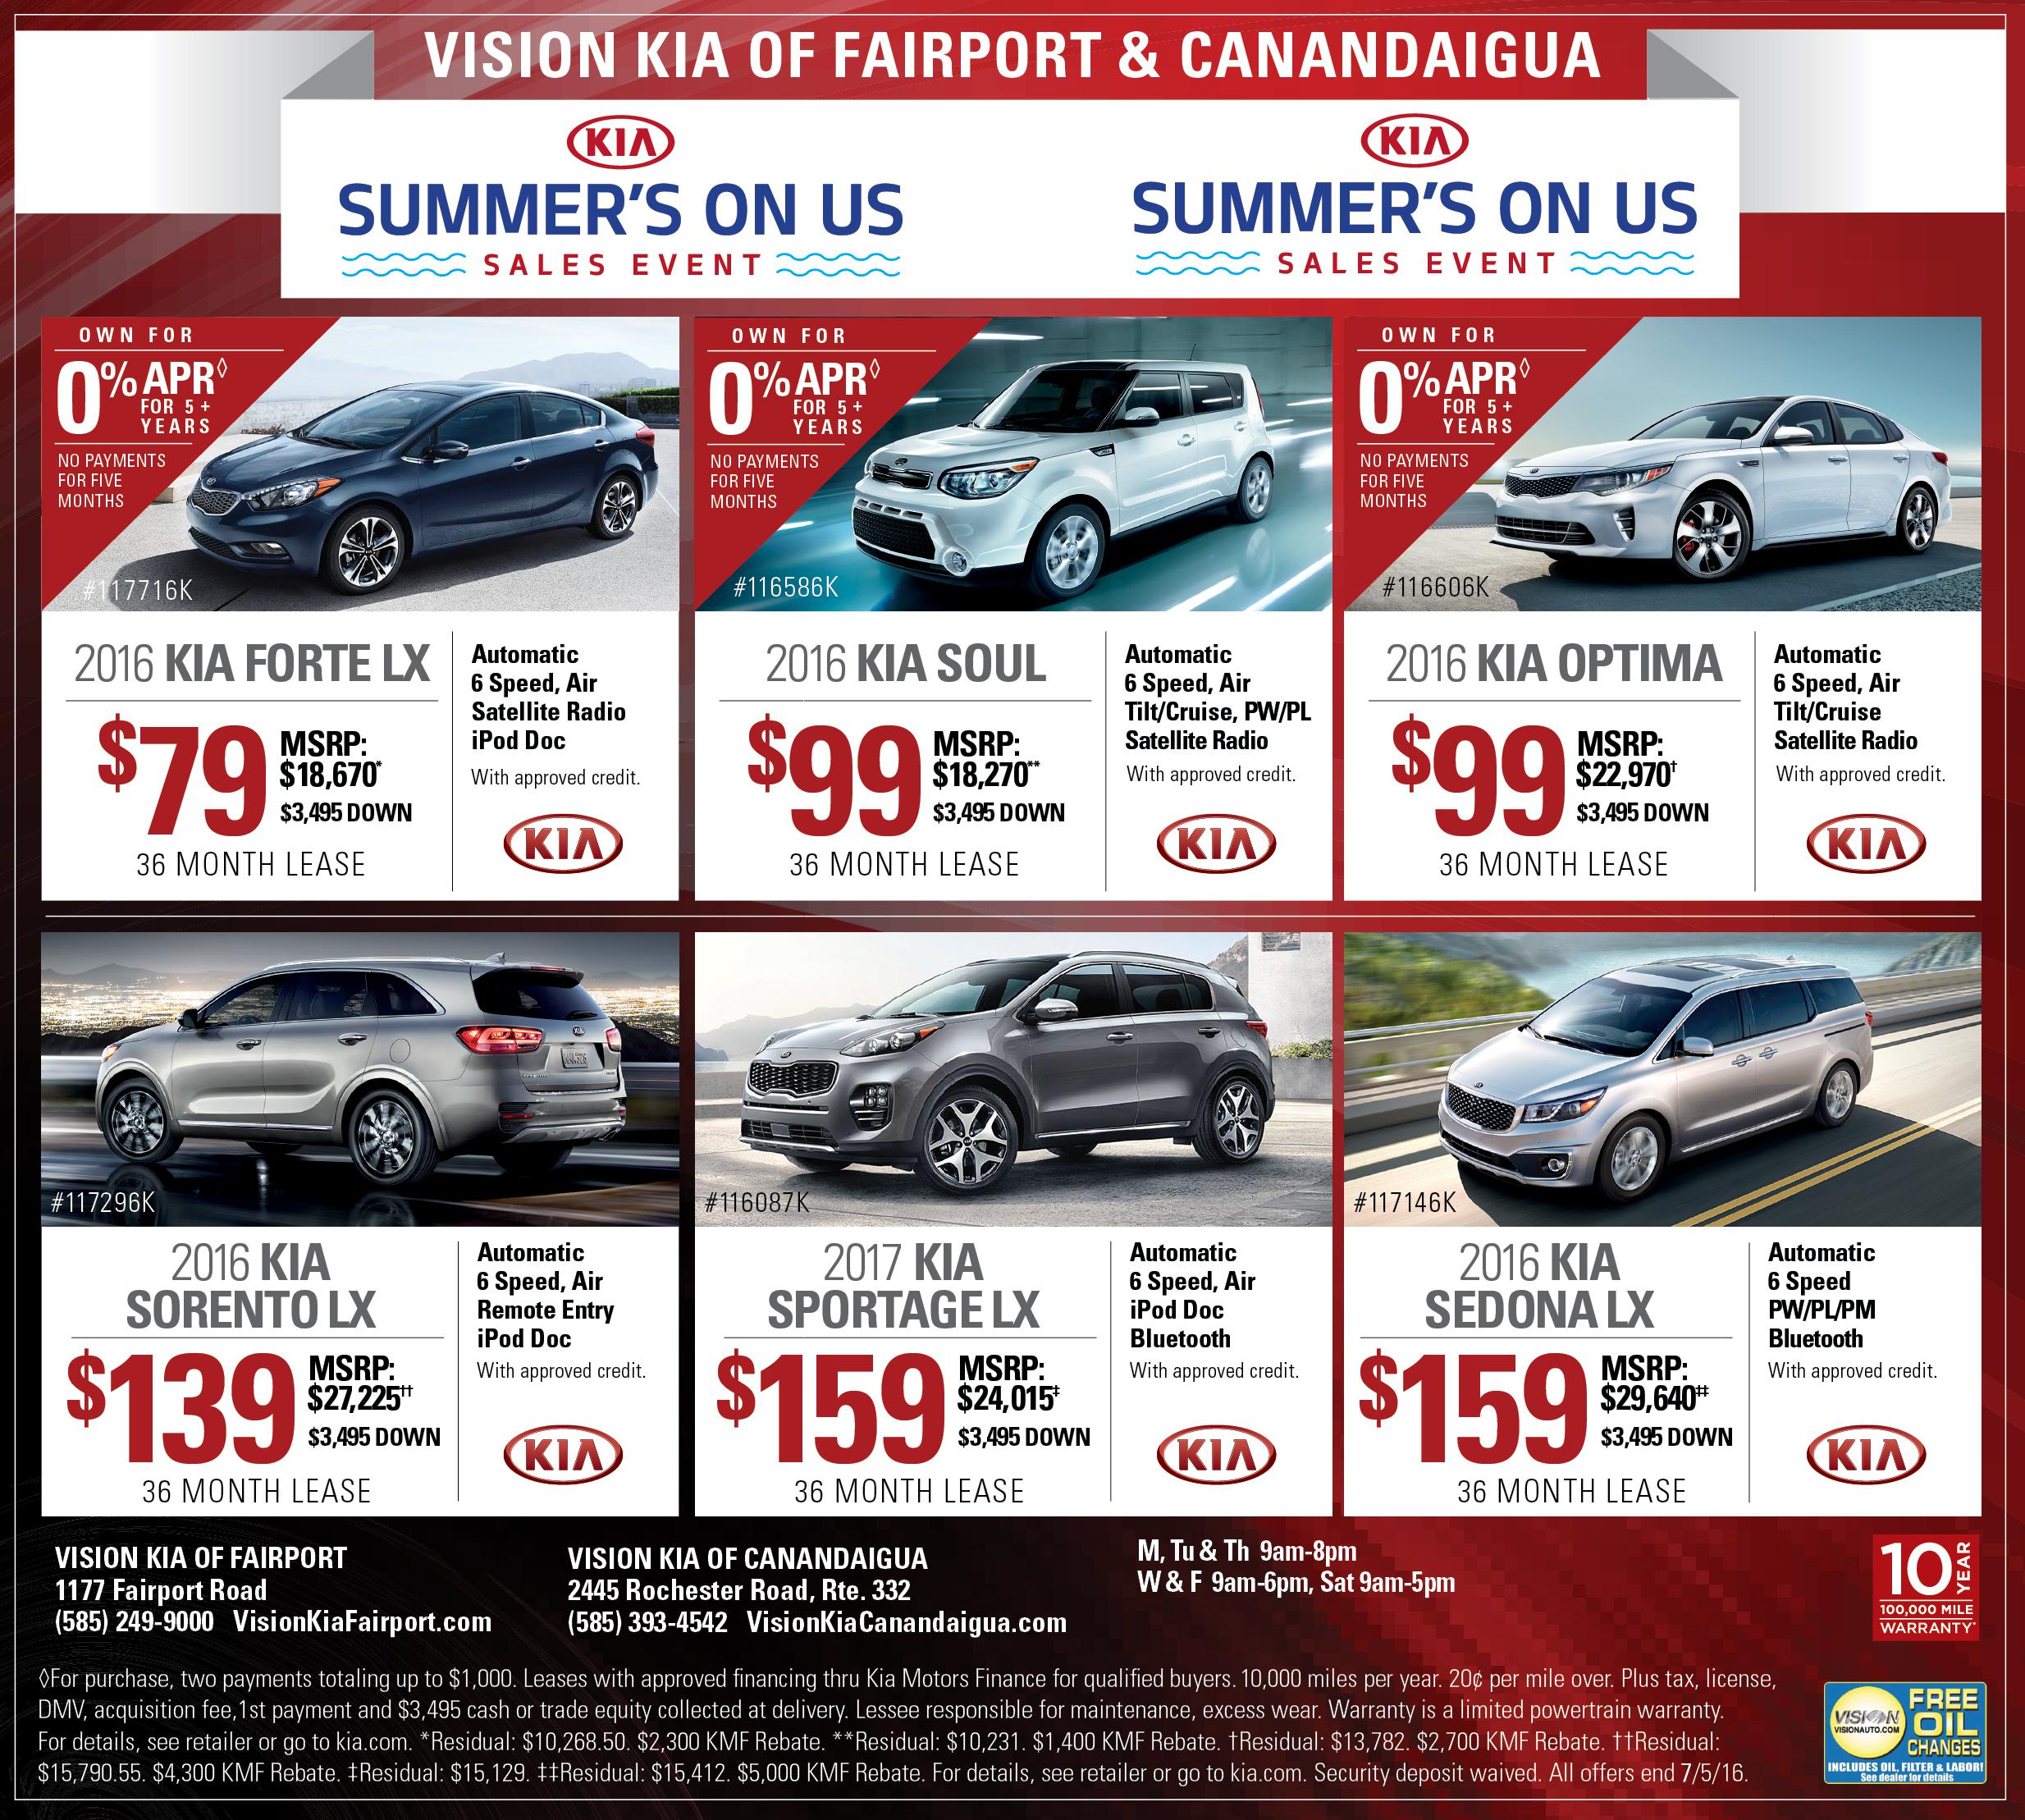 VISION KIA OF FAIRPORT & CANANDAIGUA
KIA
SUMMER'S ON US
SALES EVENT
KIA
SUMMER'S ON US
SALES EVENT
OWN FOR
0% APR◊
FOR 5+
YEARS
NO PAYMENTS
FOR FIVE
MONTHS
#117716K
2016 KIA FORTE LX
$79
MSRP:
$18,670*
$3,495 DOWN
36 MONTH LEASE
Automatic
6 Speed, Air
Satellite Radio
iPod Doc
With approved credit.
KIA
OWN FOR
0% APR◊
FOR 5+
YEARS
NO PAYMENTS
FOR FIVE
MONTHS
#116586K
2016 KIA SOUL
$99
MSRP:
$18,270**
$3,495 DOWN
36 MONTH LEASE
Automatic
6 Speed, Air
Tilt/Cruise, PW/PL
Satellite Radio
With approved credit.
KIA
OWN FOR
0% APR◊
FOR 5+
YEARS
NO PAYMENTS
FOR FIVE
MONTHS
#116606K
2016 KIA OPTIMA
$99
MSRP:
$22,970†
$3,495 DOWN
36 MONTH LEASE
Automatic
6 Speed, Air
Tilt/Cruise
Satellite Radio
With approved credit.
KIA
#117296K
2016 KIA
SORENTO LX
$139
MSRP:
$27,225††
$3,495 DOWN
36 MONTH LEASE
Automatic
6 Speed, Air
Remote Entry
iPod Doc
With approved credit.
KIA
#116087K
2017 KIA
SPORTAGE LX
$159
MSRP:
$24,015‡
$3,495 DOWN
36 MONTH LEASE
Automatic
6 Speed, Air
iPod Doc
Bluetooth
With approved credit.
KIA
#117146K
2016 KIA
SEDONA LX
$159
MSRP:
$29,640‡‡
$3,495 DOWN
36 MONTH LEASE
Automatic
6 Speed
PW/PL/PM
Bluetooth
With approved credit.
KIA
VISION KIA OF FAIRPORT
1177 Fairport Road
(585) 249-9000 VisionKiaFairport.com
VISION KIA OF CANANDAIGUA
2445 Rochester Road, Rte. 332
(585) 393-4542 VisionKiaCanandaigua.com
M, Tu & Th 9am-8pm
W & F 9am-6pm, Sat 9am-5pm
10 YEAR
100,000 MILE
WARRANTY*
◊For purchase, two payments totaling up to $1,000. Leases with approved financing thru Kia Motors Finance for qualified buyers. 10,000 miles per year. 20¢ per mile over. Plus tax, license,
DMV, acquisition fee,1st payment and $3,495 cash or trade equity collected at delivery. Lessee responsible for maintenance, excess wear. Warranty is a limited powertrain warranty.
For details, see retailer or go to kia.com. *Residual: $10,268.50. $2,300 KMF Rebate. **Residual: $10,231. $1,400 KMF Rebate. †Residual: $13,782. $2,700 KMF Rebate. ††Residual:
$15,790.55. $4,300 KMF Rebate. ‡Residual: $15,129. ‡‡Residual: $15,412. $5,000 KMF Rebate. For details, see retailer or go to kia.com. Security deposit waived. All offers end 7/5/16.
VISION
VISIONAUTO.COM
FREE
OIL
CHANGES
INCLUDES OIL, FILTER & LABOR!
See dealer for details